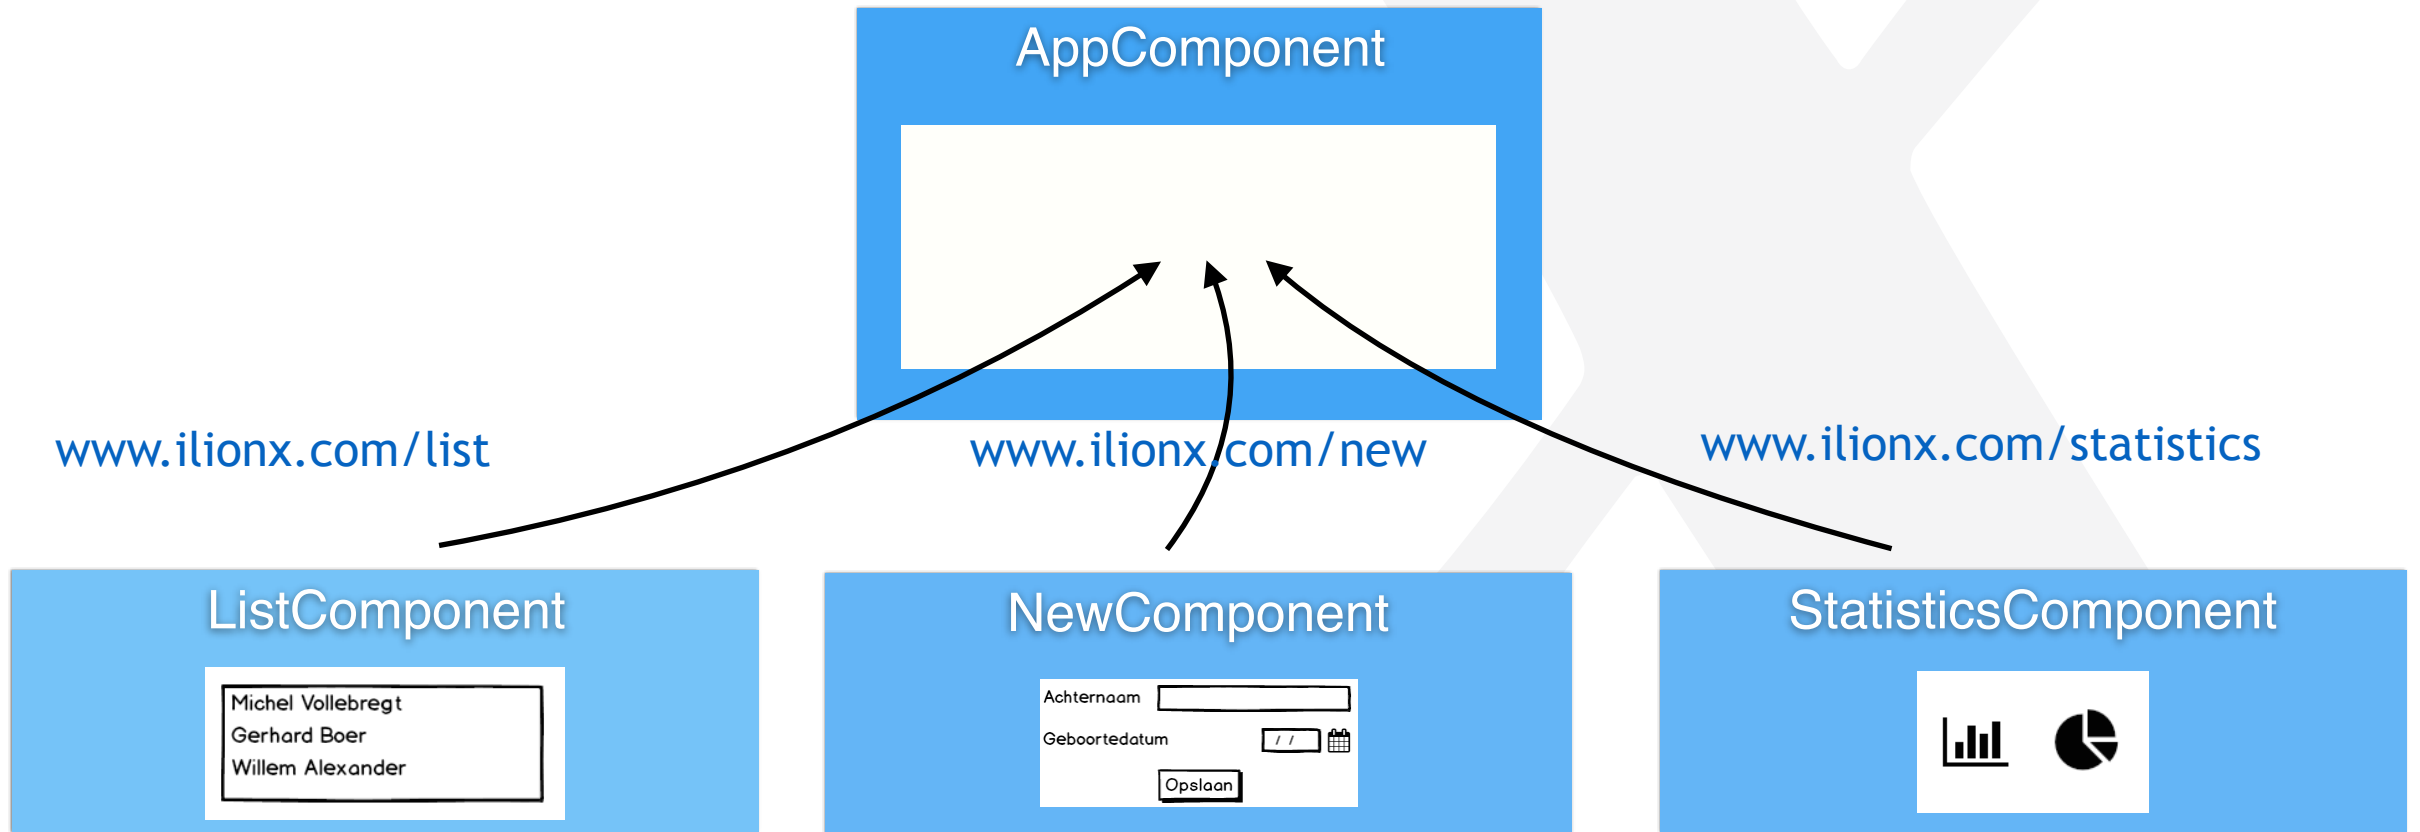 AppComponent
www.ilionx.com/list
www.ilionx.com/new
www.ilionx.com/statistics
ListComponent
Michel Vollebregt
Gerhard Boer
Willem Alexander
NewComponent
Achternaam
Geboortedatum / /
Opslaan
StatisticsComponent